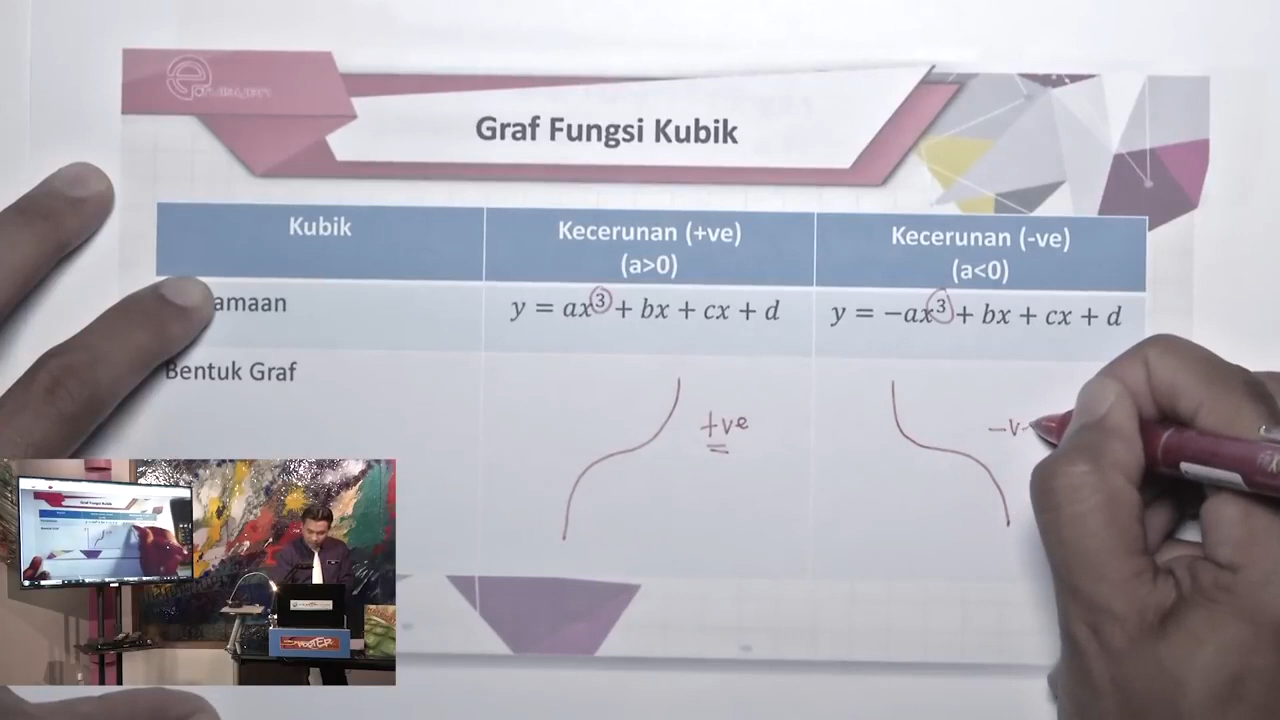 Graf Fungsi Kubik
Kubik
Kecerunan (+ve)
(a>0)
Kecerunan (-ve)
(a<0)
amaan
y = ax³ + bx + cx + d
y = −ax³ + bx + cx + d
Bentuk Graf
+ve
−v